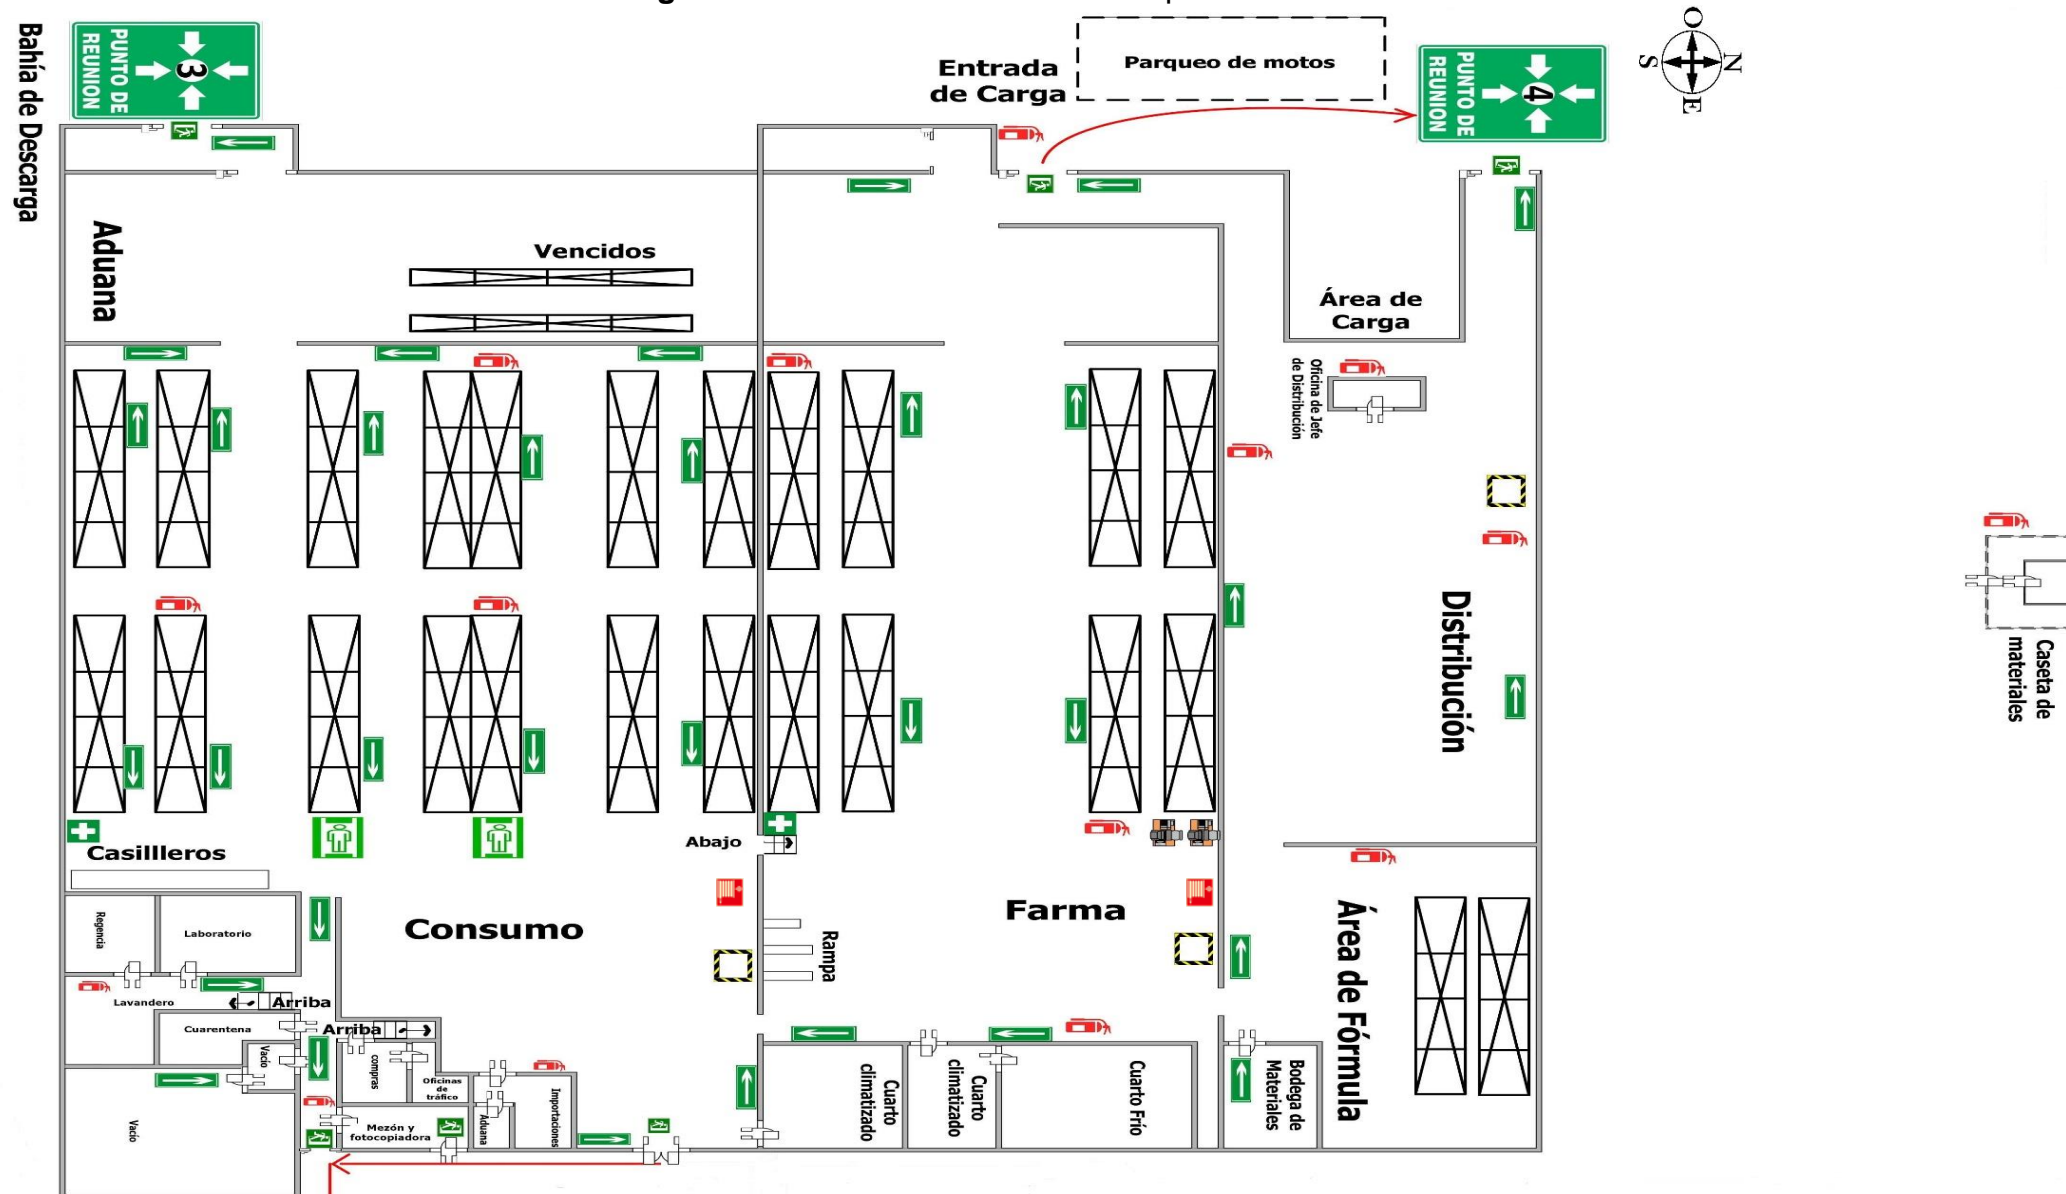 Bahía de Descarga
PUNTO DE
REUNION
3
Entrada
de Carga
Parqueo de motos
PUNTO DE
REUNION
4
O
S
N
E
Aduana
Vencidos
Área de
Carga
Oficina de Jefe
de Distribución
Distribución
Caseta de
materiales
Casillleros
Abajo
Consumo
Rampa
Farma
Área de Fórmula
Regencia
Laboratorio
Lavandero
Arriba
Cuarentena
Arriba
Vacio
compras
Oficinas
de
tráfico
Importaciones
Aduana
Mezón y
fotocopiadora
Vacio
Cuarto
climatizado
Cuarto
climatizado
Cuarto Frío
Bodega de
Materiales